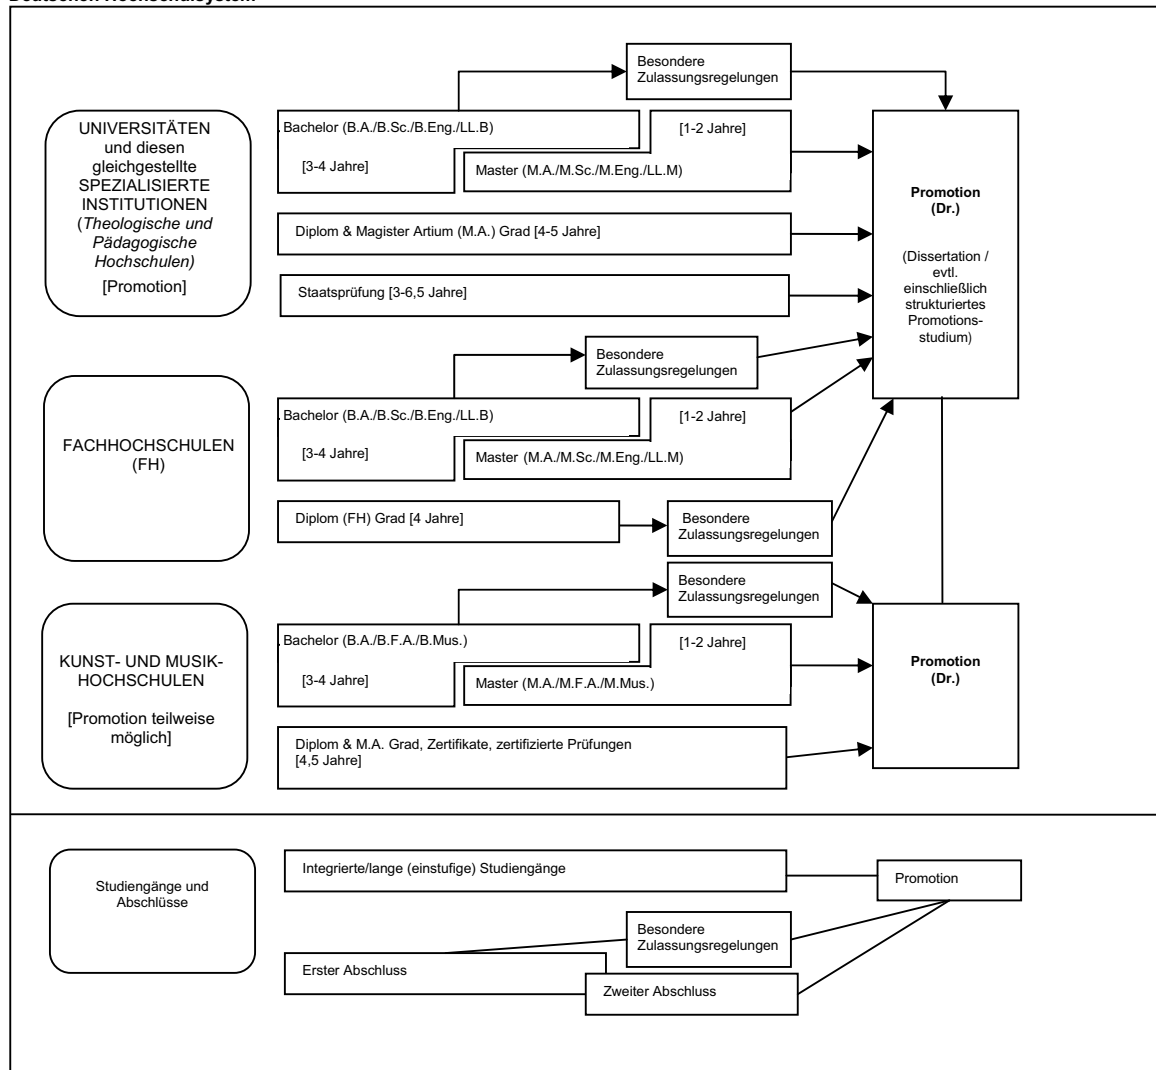 Deutschen Hochschulsystem
Besondere
Zulassungsregelungen
UNIVERSITÄTEN
und diesen
gleichgestellte
SPEZIALISIERTE
INSTITUTIONEN
(Theologische und
Pädagogische
Hochschulen)
[Promotion]
Bachelor (B.A./B.Sc./B.Eng./LL.B)
[3-4 Jahre]
[1-2 Jahre]
Master (M.A./M.Sc./M.Eng./LL.M)
Diplom & Magister Artium (M.A.) Grad [4-5 Jahre]
Staatsprüfung [3-6,5 Jahre]
Promotion
(Dr.)
(Dissertation /
evtl.
einschließlich
strukturiertes
Promotions-
studium)
Besondere
Zulassungsregelungen
FACHHOCHSCHULEN
(FH)
Bachelor (B.A./B.Sc./B.Eng./LL.B)
[3-4 Jahre]
[1-2 Jahre]
Master (M.A./M.Sc./M.Eng./LL.M)
Diplom (FH) Grad [4 Jahre]
Besondere
Zulassungsregelungen
Besondere
Zulassungsregelungen
KUNST- UND MUSIK-
HOCHSCHULEN
[Promotion teilweise
möglich]
Bachelor (B.A./B.F.A./B.Mus.)
[3-4 Jahre]
[1-2 Jahre]
Master (M.A./M.F.A./M.Mus.)
Diplom & M.A. Grad, Zertifikate, zertifizierte Prüfungen
[4,5 Jahre]
Promotion
(Dr.)
Studiengänge und
Abschlüsse
Integrierte/lange (einstufige) Studiengänge
Promotion
Besondere
Zulassungsregelungen
Erster Abschluss
Zweiter Abschluss